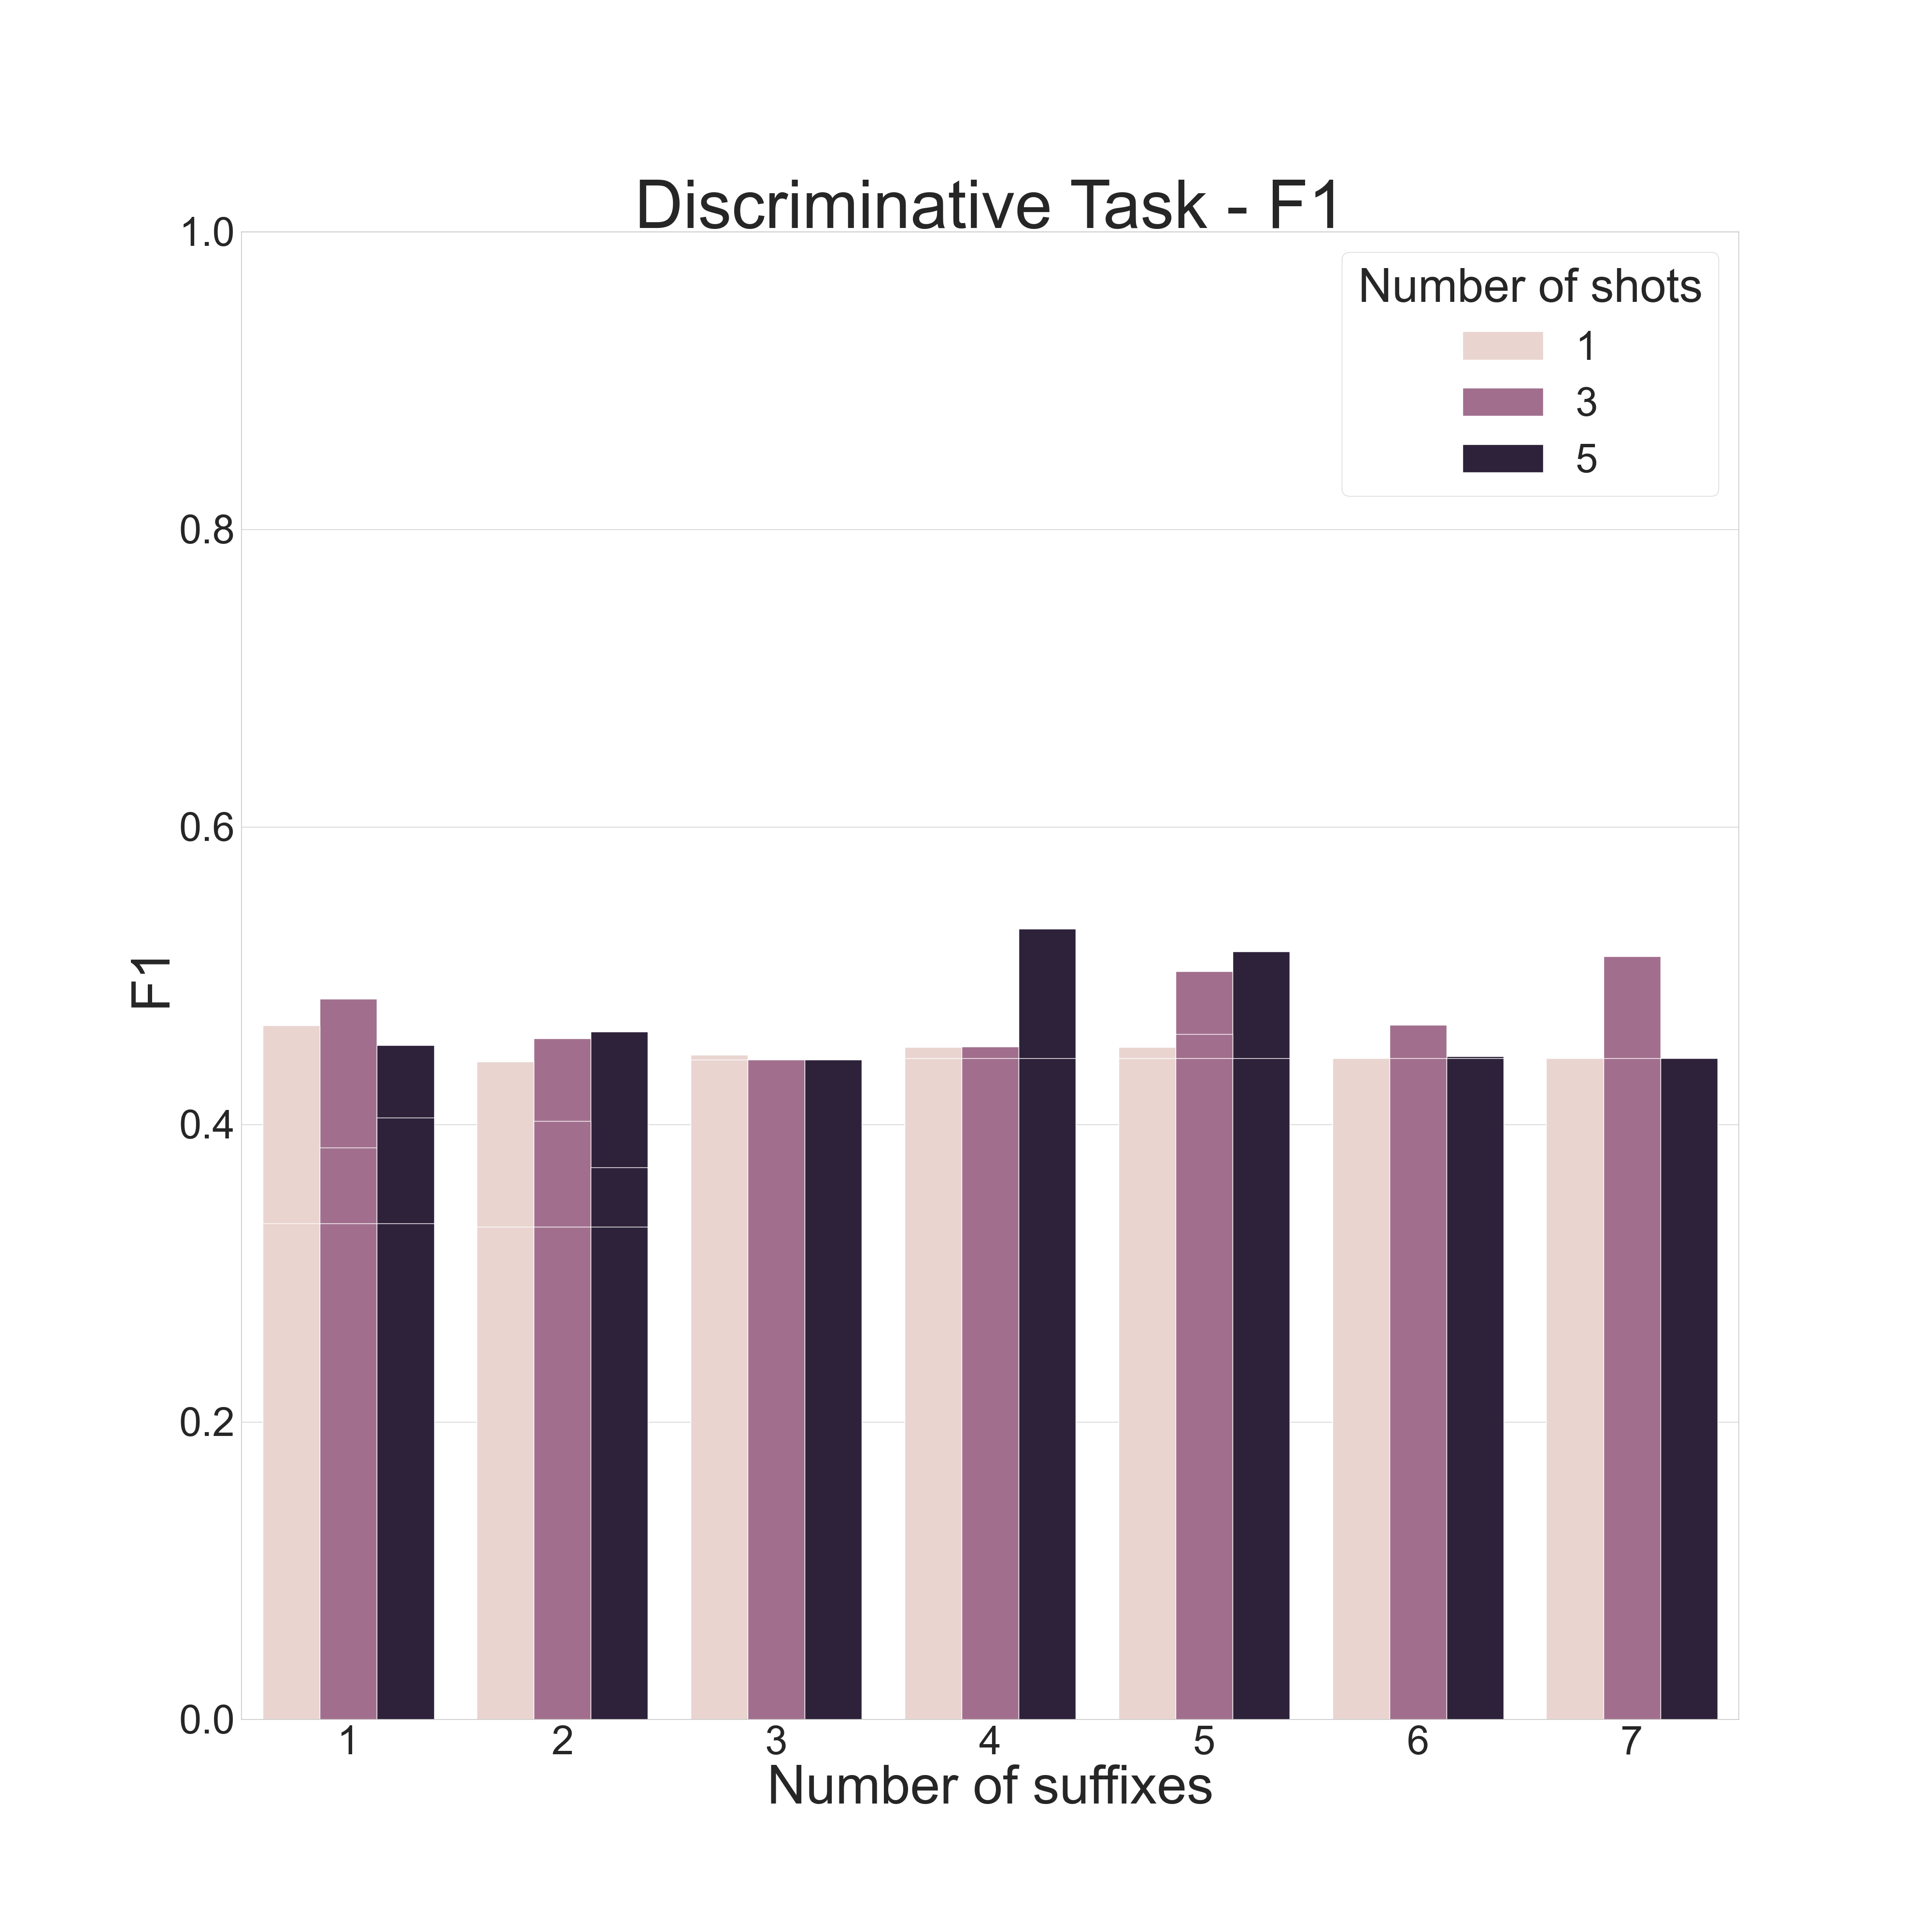 Discriminative Task - F1
1.0
0.8
0.6
0.4
0.2
0.0
F1
Number of shots
1
3
5
1 2 3 4 5 6 7
Number of suffixes